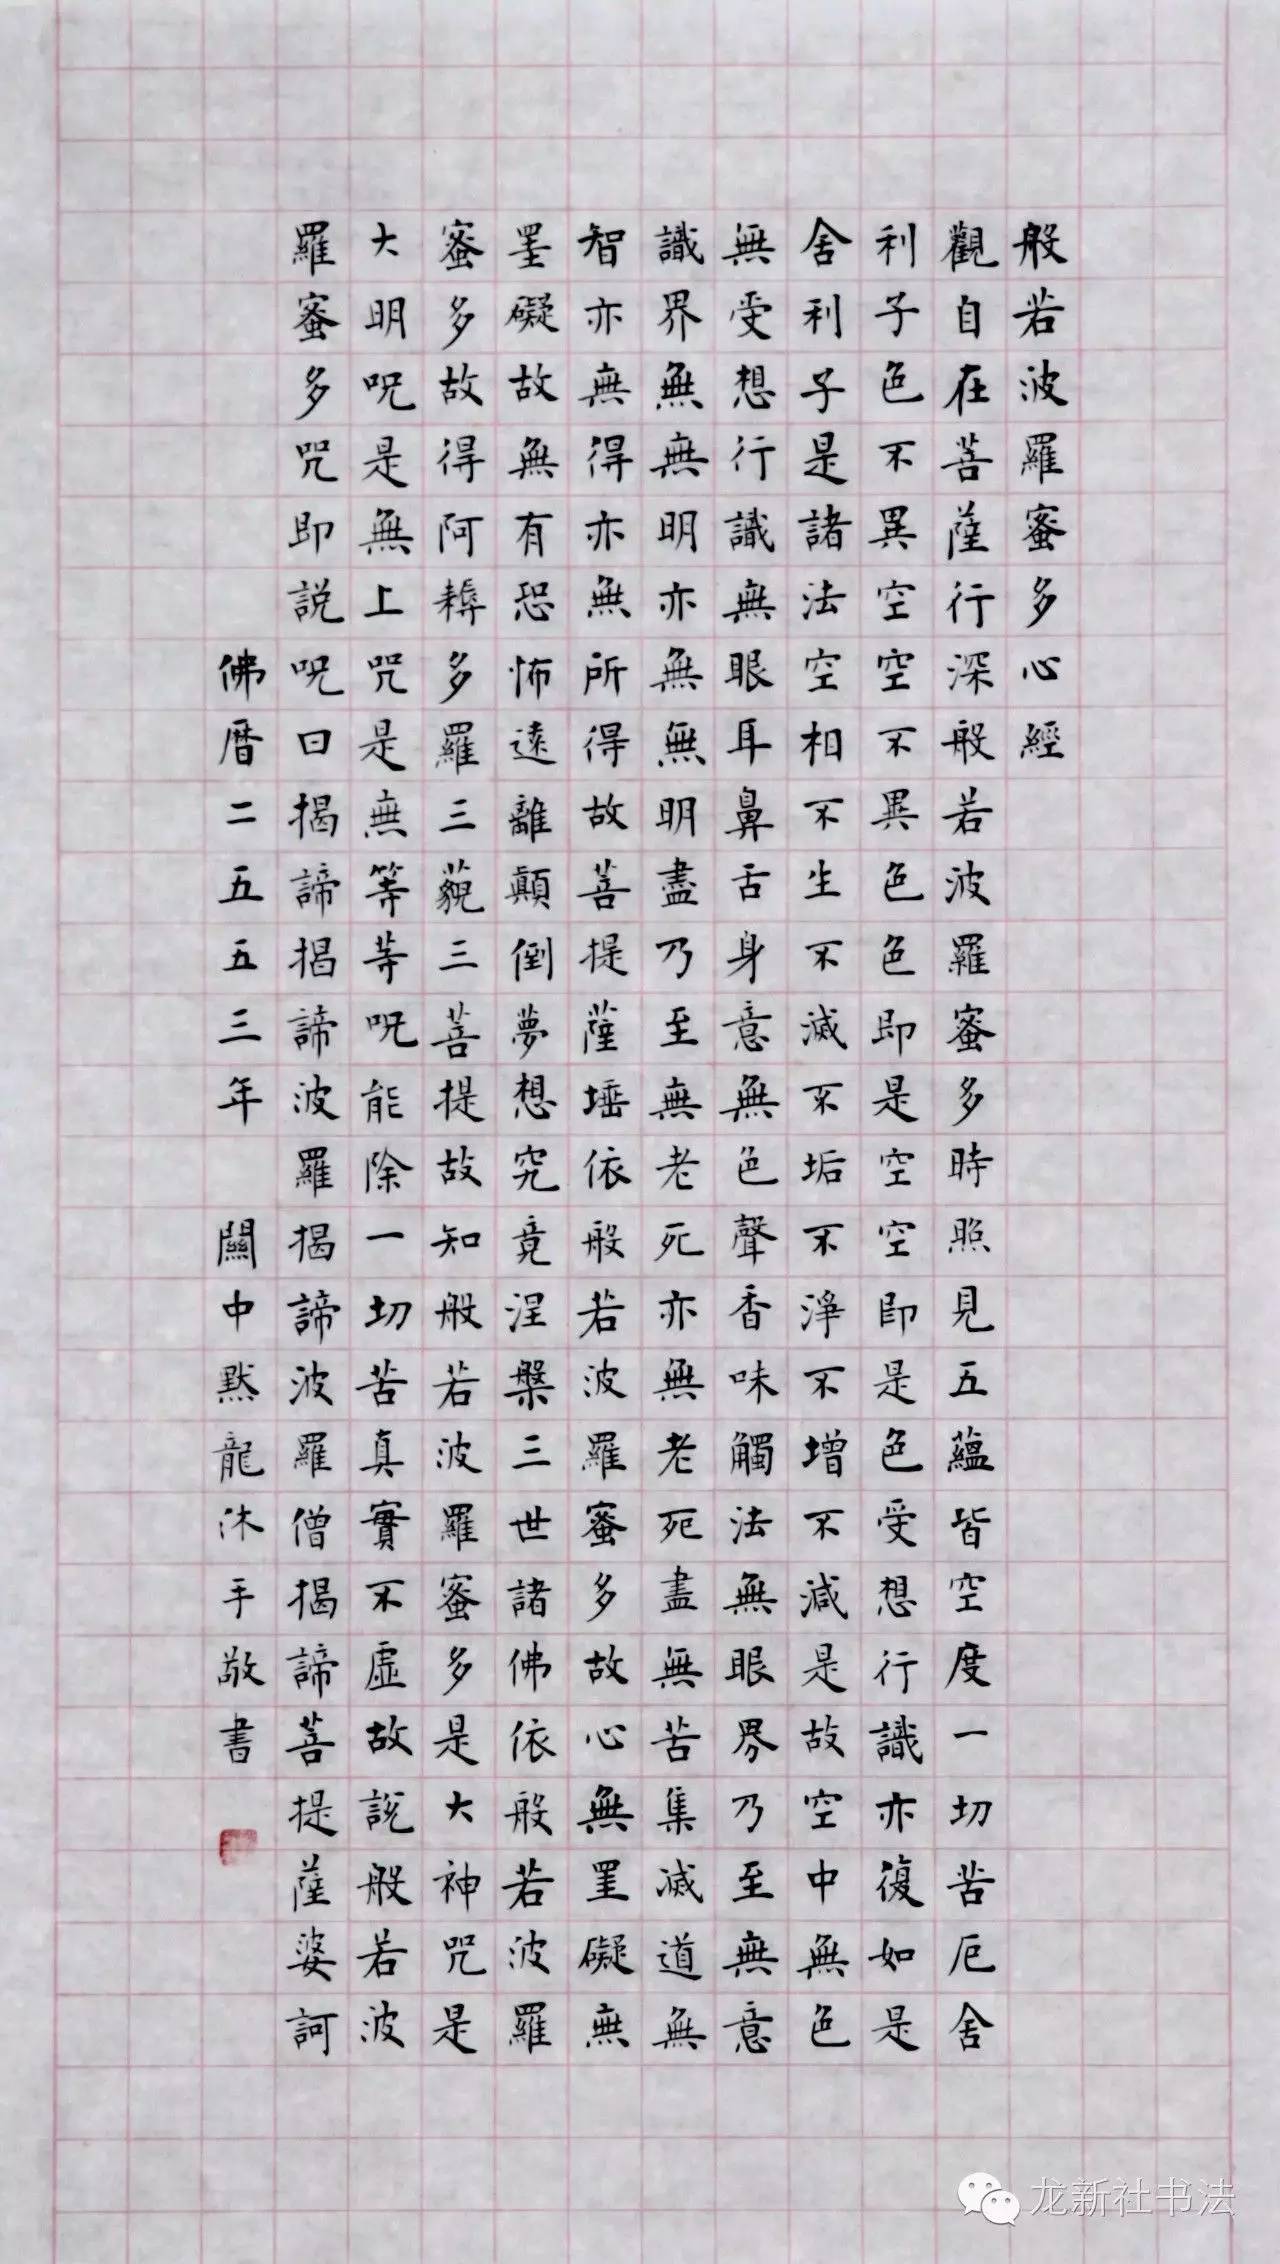 般若波羅蜜多心經
觀自在菩薩行深般若波羅蜜多時照見五蘊皆空度一切苦厄舍
利子色不異空空不異色色即是空空即是色受想行識亦復如是
舍利子是諸法空相不生不滅不垢不淨不增不減是故空中無色
無受想行識無眼耳鼻舌身意無色聲香味觸法無眼界乃至無意
識界無無明亦無無明盡乃至無老死亦無老死盡無苦集滅道無
智亦無得亦無所得故菩提薩埵依般若波羅蜜多故心無罣礙無
罣礙故無有恐怖遠離顛倒夢想究竟涅槃三世諸佛依般若波羅
蜜多故得阿耨多羅三藐三菩提故知般若波羅蜜多是大神咒是
大明呪是無上咒是無等等呪能除一切苦真實不虛故說般若波
羅蜜多咒即説呪曰揭諦揭諦波羅揭諦波羅僧揭諦菩提薩婆訶
佛暦二五五三年 關中默龍沐手敬書
龙新社书法